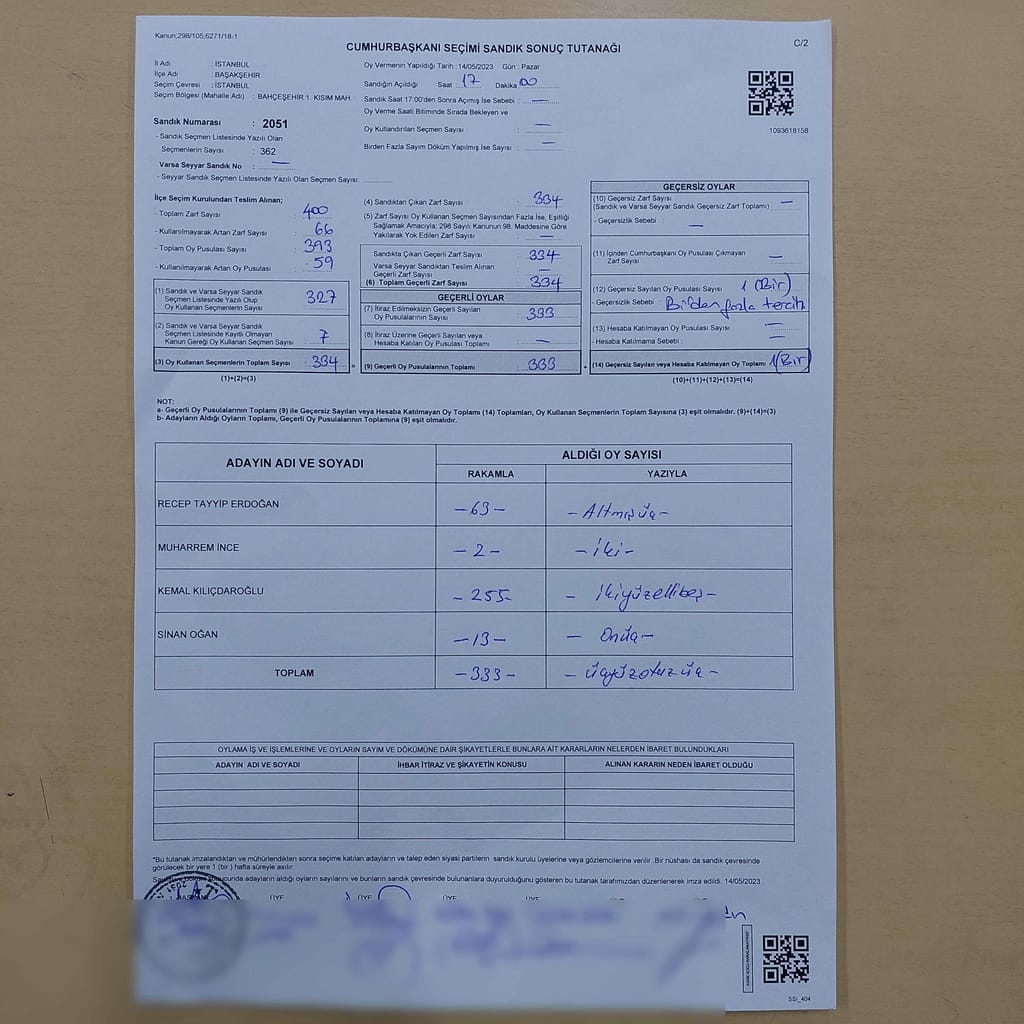 Kanun;298/105,6271/18-1
C/2
CUMHURBAŞKANI SEÇİMİ SANDIK SONUÇ TUTANAĞI
İl Adı : İSTANBUL
İlçe Adı : BAŞAKŞEHİR
Seçim Çevresi : İSTANBUL
Seçim Bölgesi (Mahalle Adı) : BAHÇEŞEHİR 1. KISIM MAH.
Sandık Numarası : 2051
- Sandık Seçmen Listesinde Yazılı Olan
Seçmenlerin Sayısı : 362
Varsa Seyyar Sandık No : —
- Seyyar Sandık Seçmen Listesinde Yazılı Olan Seçmen Sayısı:
Oy Vermenin Yapıldığı Tarih : 14/05/2023 Gün : Pazar
Sandığın Açıldığı Saat : 17 Dakika : 00
Sandık Saat 17.00'den Sonra Açımış İse Sebebi : —
Oy Verme Saati Bitiminde Sırada Bekleyen ve
Oy Kullandırılan Seçmen Sayısı : —
Birden Fazla Sayım Döküm Yapılmış İse Sayısı : —
1093618158
İlçe Seçim Kurulundan Teslim Alınan;
- Toplam Zarf Sayısı : 400
- Kullanılmayarak Artan Zarf Sayısı : 66
- Toplam Oy Pusulası Sayısı : 393
- Kullanılmayarak Artan Oy Pusulası : 59
(1) Sandık ve Varsa Seyyar Sandık
Seçmen Listesinde Yazılı Olup
Oy Kullanan Seçmenlerin Sayısı : 327
(2) Sandık ve Varsa Seyyar Sandık
Seçmen Listesinde Kayıtlı Olmayan
Kanun Gereği Oy Kullanan Seçmen Sayısı : 7
(3) Oy Kullanan Seçmenlerin Toplam Sayısı : 334
(1)+(2)=(3)
(4) Sandıktan Çıkan Zarf Sayısı : 334
(5) Zarf Sayısı Oy Kullanan Seçmen Sayısından Fazla İse, Eşitliği
Sağlamak Amacıyla; 298 Sayılı Kanunun 98. Maddesine Göre
Yakılarak Yok Edilen Zarf Sayısı : —
Sandıkta Çıkan Geçerli Zarf Sayısı : 334
Varsa Seyyar Sandıktan Teslim Alınan
Geçerli Zarf Sayısı : —
(6) Toplam Geçerli Zarf Sayısı : 334
GEÇERLİ OYLAR
(7) İtiraz Edilmeksizin Geçerli Sayılan
Oy Pusulalarının Sayısı : 333
(8) İtiraz Üzerine Geçerli Sayılan veya
Hesaba Katılan Oy Pusulası Toplamı : —
(9) Geçerli Oy Pusulalarının Toplamı : 333
GEÇERSİZ OYLAR
(10) Geçersiz Zarf Sayısı
(Sandık ve Varsa Seyyar Sandık Geçersiz Zarf Toplamı) : —
- Geçersizlik Sebebi : —
(11) İçinden Cumhurbaşkanı Oy Pusulası Çıkmayan
Zarf Sayısı : —
(12) Geçersiz Sayılan Oy Pusulası Sayısı : 1 (Bir)
- Geçersizlik Sebebi : Birden fazla tercih
(13) Hesaba Katılmayan Oy Pusulası Sayısı : —
- Hesaba Katılmama Sebebi : —
(14) Geçersiz Sayılan veya Hesaba Katılmayan Oy Toplamı : 1 (Bir)
(10)+(11)+(12)+(13)=(14)
NOT:
a- Geçerli Oy Pusulalarının Toplamı (9) ile Geçersiz Sayılan veya Hesaba Katılmayan Oy Toplamı (14) Toplamları, Oy Kullanan Seçmenlerin Toplam Sayısına (3) eşit olmalıdır. (9)+(14)=(3)
b- Adayların Aldığı Oyların Toplamı, Geçerli Oy Pusulalarının Toplamına (9) eşit olmalıdır.
ADAYIN ADI VE SOYADI ALDIĞI OY SAYISI
RAKAMLA YAZIYLA
RECEP TAYYİP ERDOĞAN -63- - Altmışüç -
MUHARREM İNCE -2- - İki -
KEMAL KILIÇDAROĞLU -255- - İkiyüzellibeş -
SİNAN OĞAN -13- - Onüç -
TOPLAM -333- - üçyüzotuzüç -
OYLAMA İŞ VE İŞLEMLERİNE VE OYLARIN SAYIM VE DÖKÜMÜNE DAİR ŞİKAYETLERLE BUNLARA AİT KARARLARIN NELERDEN İBARET BULUNDUKLARI
ADAYIN ADI VE SOYADI İHBAR İTİRAZ VE ŞİKAYETİN KONUSU ALINAN KARARIN NEDEN İBARET OLDUĞU
*Bu tutanak imzalandıktan ve mühürlendikten sonra seçime katılan adayların ve talep eden siyasi partilerin sandık kurulu üyelerine veya gözlemcilerine verilir. Bir nüshası da sandık çevresinde
görülecek bir yere 1 (bir) hafta süreyle asılır.
ucunda adayların aldığı oyların sayılarını ve bunların sandık çevresinde bulunanlara duyurulduğunu gösteren bu tutanak tarafımızdan düzenlenerek imza edildi. 14/05/2023
ÜYE ÜYE ÜYE ÜYE ÜYE
SSI_404